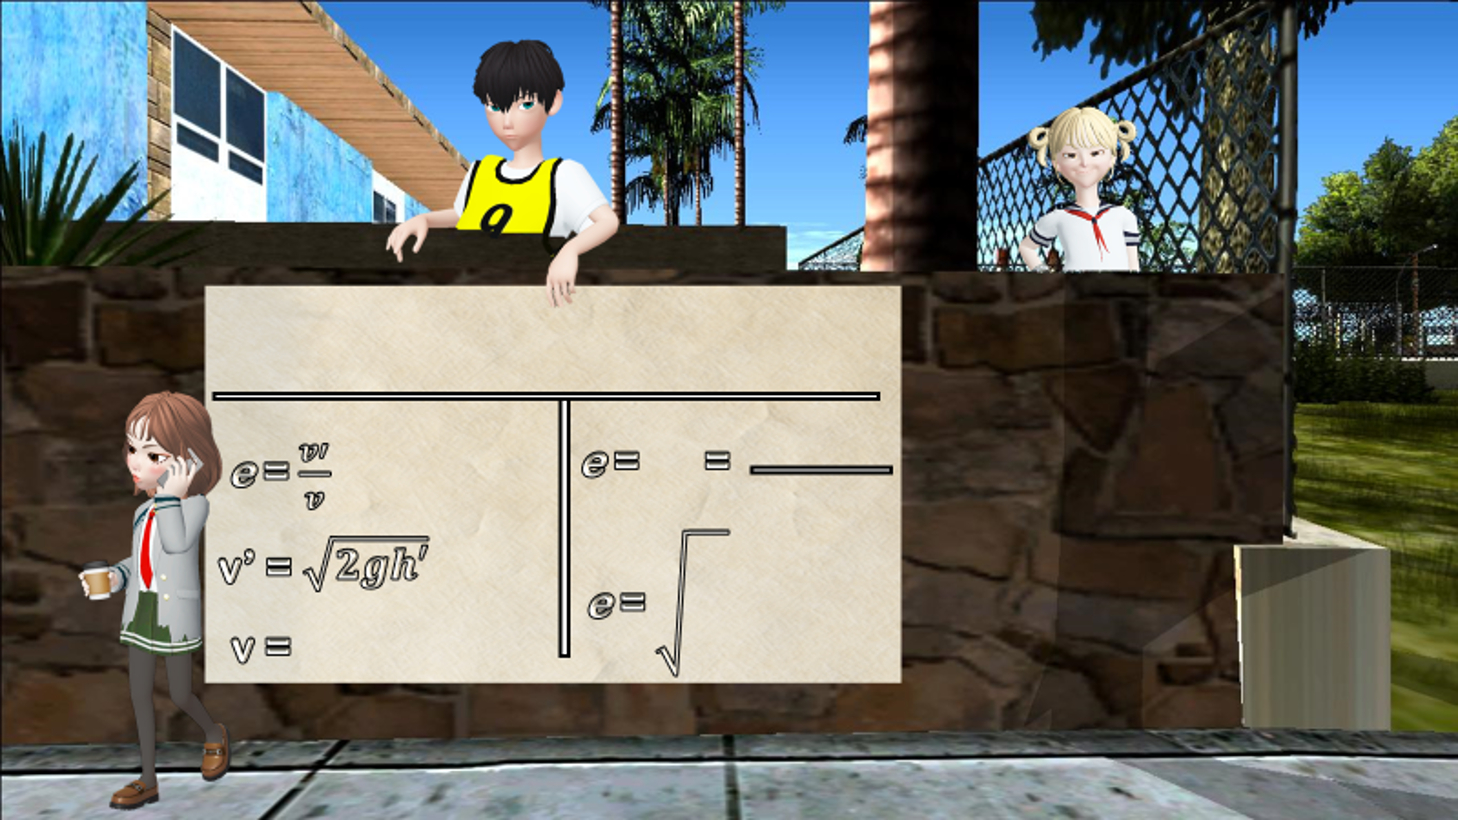 9
e = v'/v
v' = √2gh'
v =
e = =
e = √